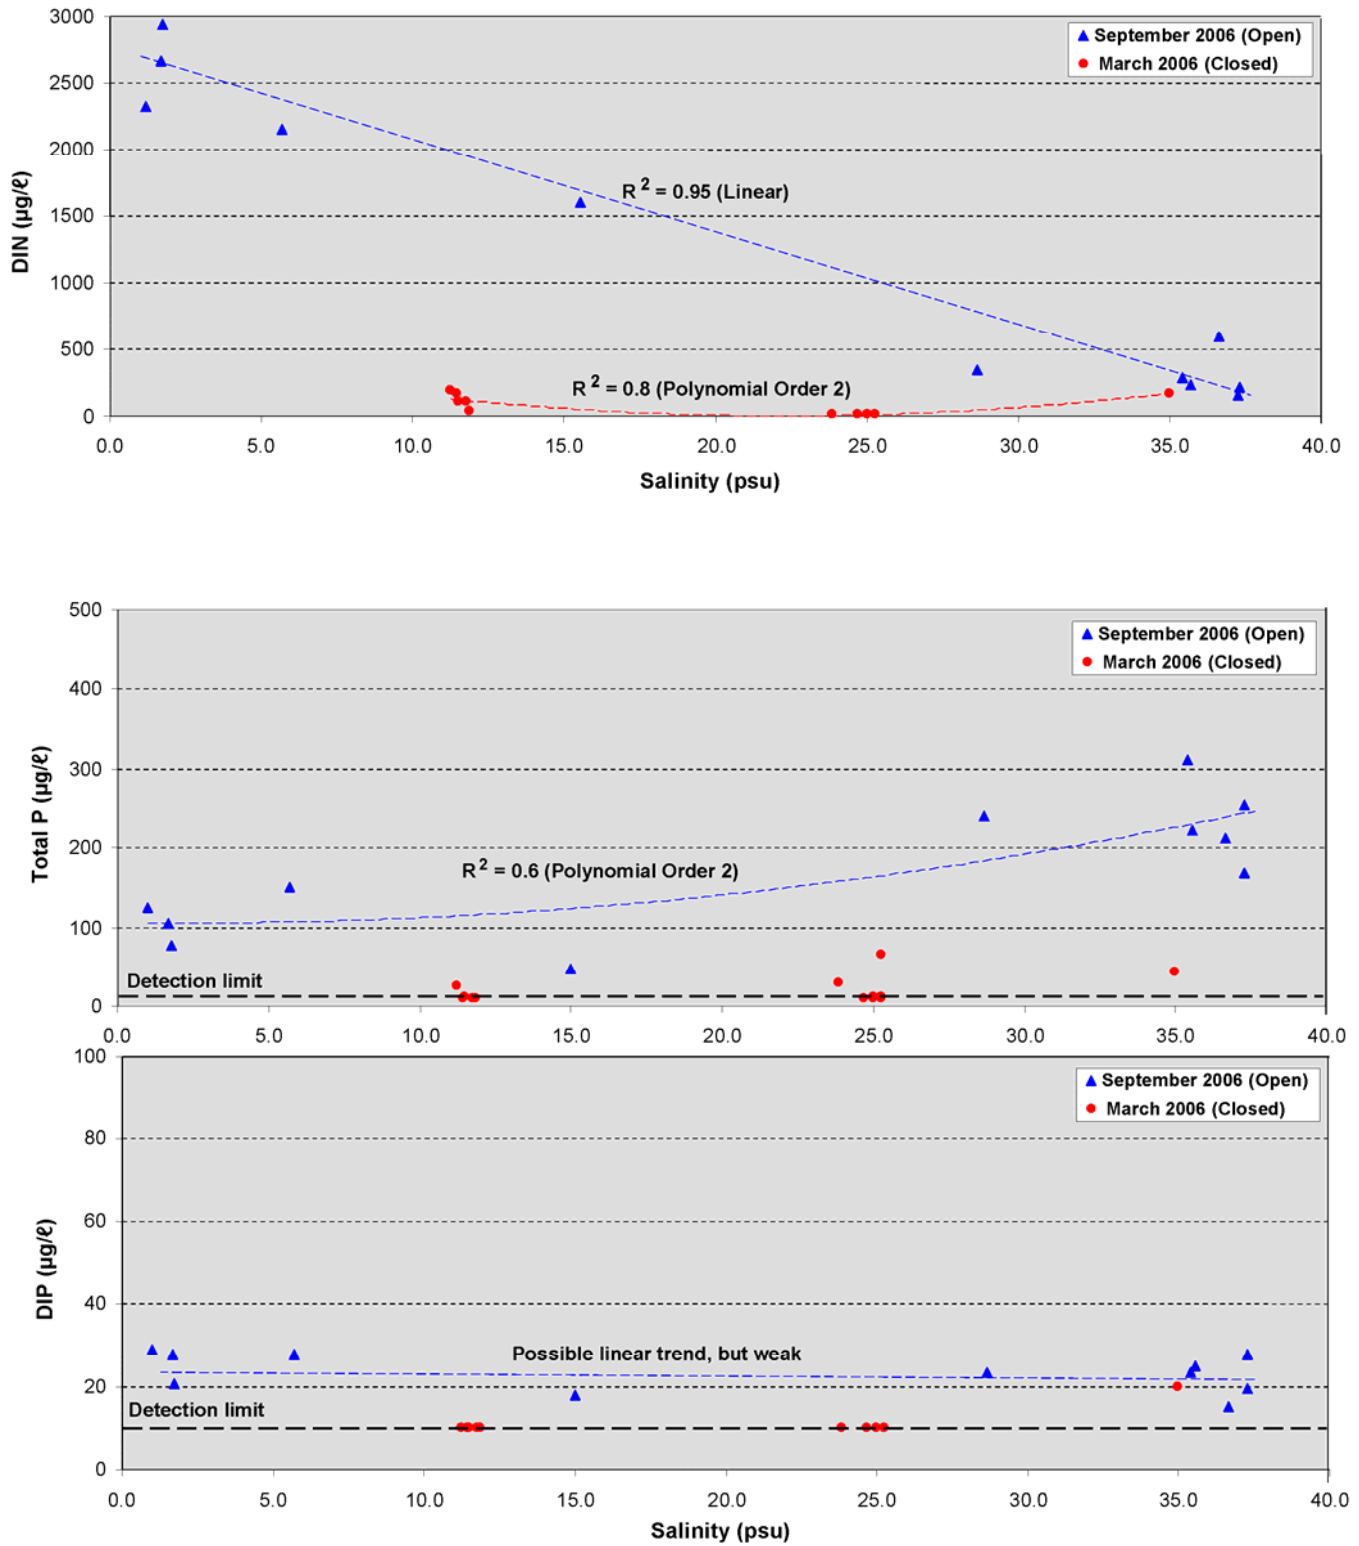 3000
September 2006 (Open)
March 2006 (Closed)
2500
2000
R 2 = 0.95 (Linear)
1500
DIN (µg/ℓ)
1000
500
R 2 = 0.8 (Polynomial Order 2)
0
0.0 5.0 10.0 15.0 20.0 25.0 30.0 35.0 40.0
Salinity (psu)
500
September 2006 (Open)
March 2006 (Closed)
400
300
Total P (µg/ℓ)
200
R 2 = 0.6 (Polynomial Order 2)
100
Detection limit
0
0.0 5.0 10.0 15.0 20.0 25.0 30.0 35.0 40.0
100
September 2006 (Open)
March 2006 (Closed)
80
60
DIP (µg/ℓ)
40
Possible linear trend, but weak
20
Detection limit
0
0.0 5.0 10.0 15.0 20.0 25.0 30.0 35.0 40.0
Salinity (psu)